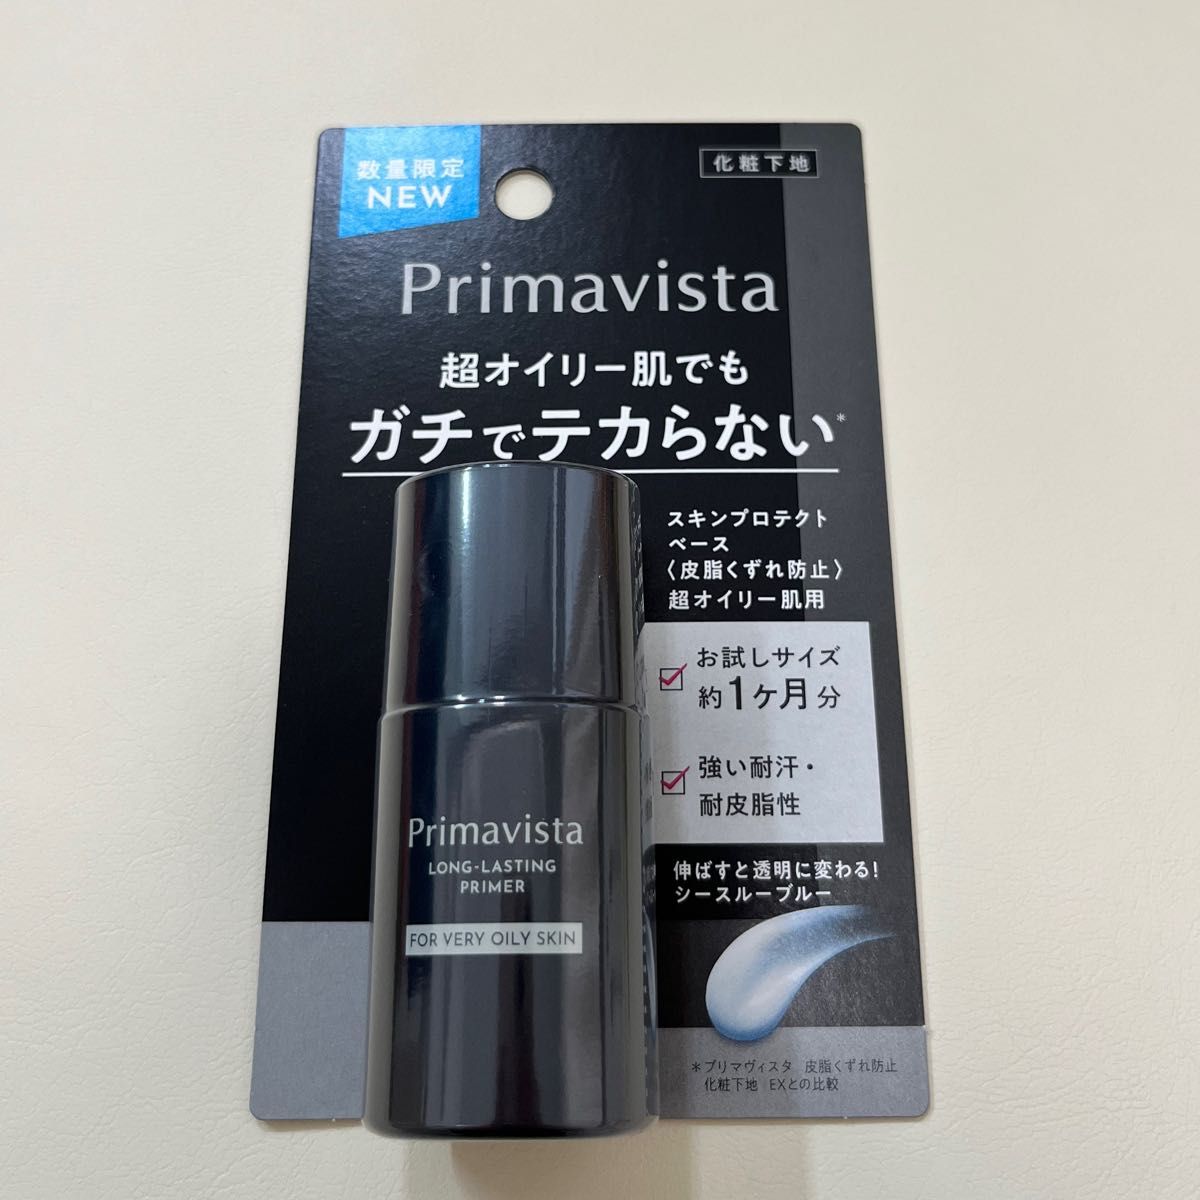 数量限定
NEW
化粧下地
Primavista
超オイリー肌でも
ガチでテカらない*
スキンプロテクト
ベース
〈皮脂くずれ防止〉
超オイリー肌用
お試しサイズ
約1ヶ月分
強い耐汗・
耐皮脂性
伸ばすと透明に変わる!
シースルーブルー
Primavista
LONG-LASTING
PRIMER
FOR VERY OILY SKIN
*プリマヴィスタ 皮脂くずれ防止
化粧下地 EXとの比較